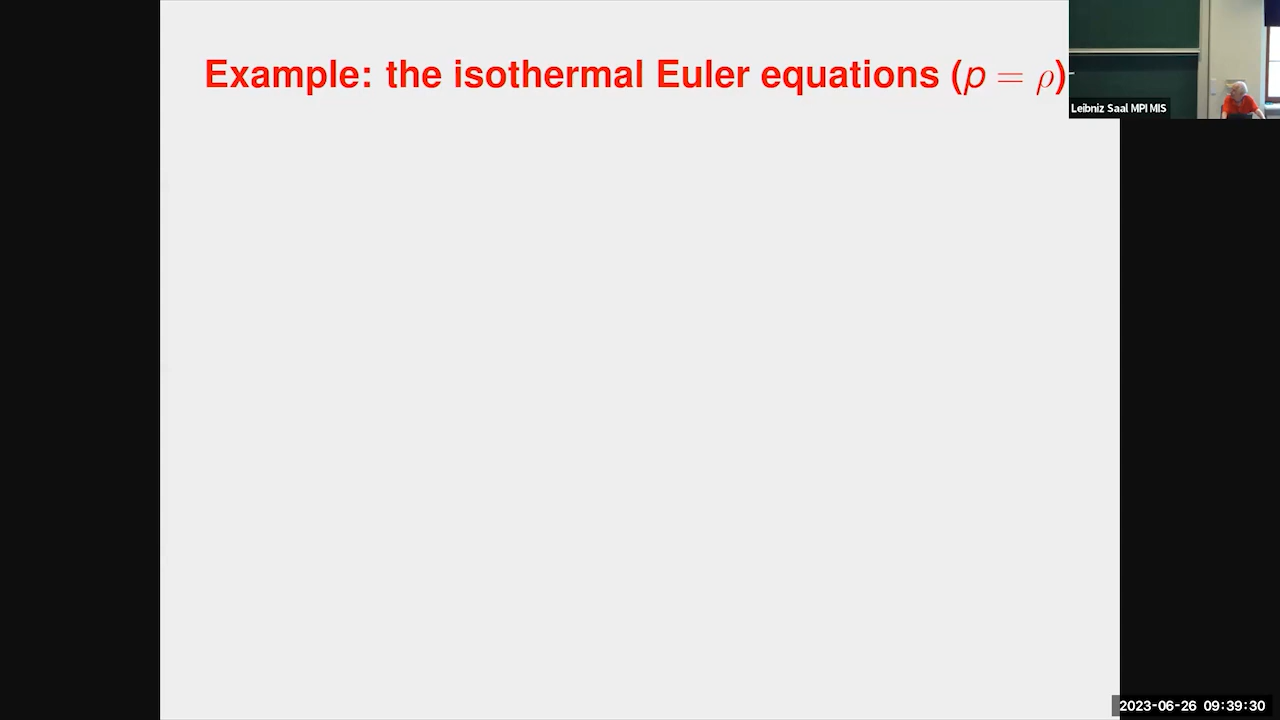 Example: the isothermal Euler equations (p = ρ)
Leibniz Saal MPI MIS
2023-06-26 09:39:30